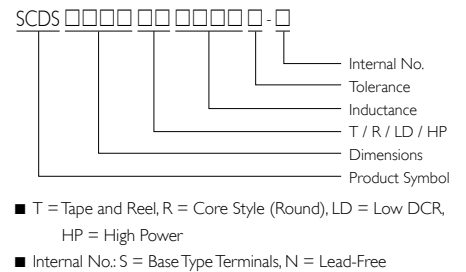 SCDS □□□□ □□ □□□□ □ - □
Internal No.
Tolerance
Inductance
T / R / LD / HP
Dimensions
Product Symbol
■ T = Tape and Reel, R = Core Style (Round), LD = Low DCR,
HP = High Power
■ Internal No.: S = Base Type Terminals, N = Lead-Free